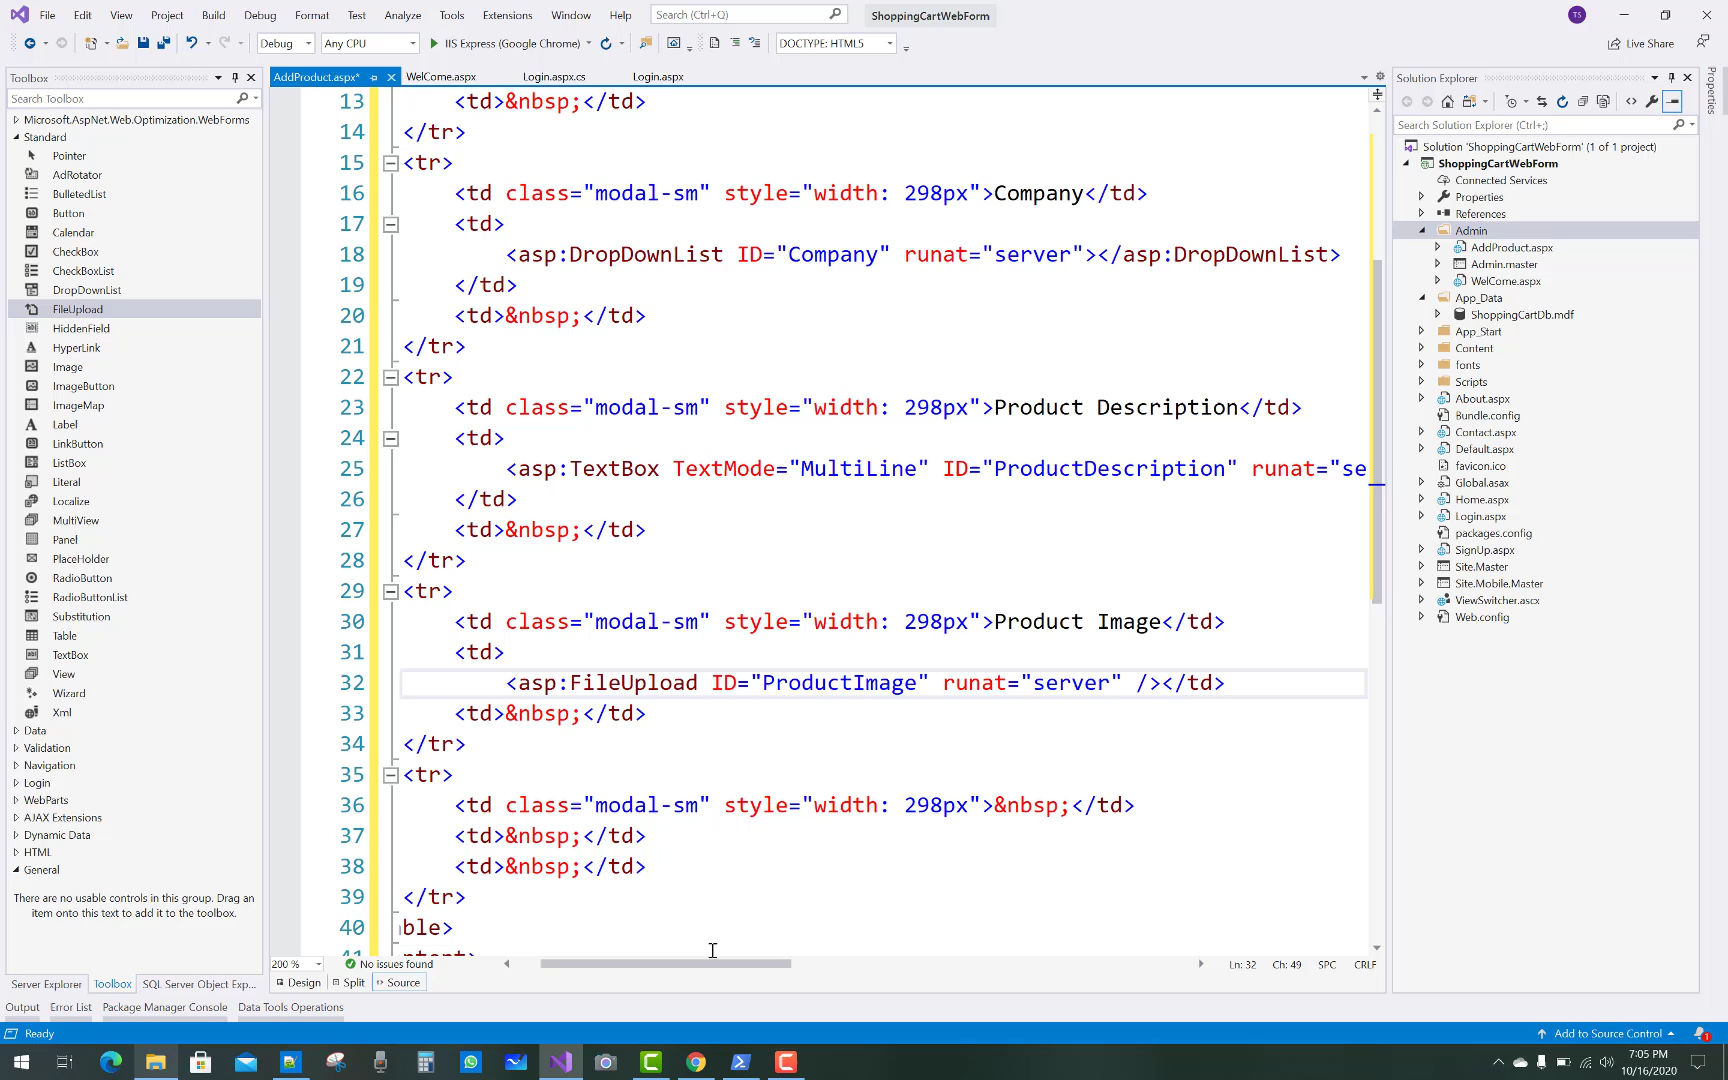 File Edit View Project Build Debug Format Test Analyze Tools Extensions Window Help Search (Ctrl+Q) ShoppingCartWebForm TS
Debug Any CPU IIS Express (Google Chrome) DOCTYPE: HTML5 Live Share
Toolbox
Search Toolbox
Microsoft.AspNet.Web.Optimization.WebForms
Standard
Pointer
AdRotator
BulletedList
Button
Calendar
CheckBox
CheckBoxList
DropDownList
FileUpload
HiddenField
HyperLink
Image
ImageButton
ImageMap
Label
LinkButton
ListBox
Literal
Localize
MultiView
Panel
PlaceHolder
RadioButton
RadioButtonList
Substitution
Table
TextBox
View
Wizard
Xml
Data
Validation
Navigation
Login
WebParts
AJAX Extensions
Dynamic Data
HTML
General
There are no usable controls in this group. Drag an
item onto this text to add it to the toolbox.
Server Explorer Toolbox SQL Server Object Exp...
AddProduct.aspx* WelCome.aspx Login.aspx.cs Login.aspx
13 <td>&nbsp;</td>
14 </tr>
15 <tr>
16 <td class="modal-sm" style="width: 298px">Company</td>
17 <td>
18 <asp:DropDownList ID="Company" runat="server"></asp:DropDownList>
19 </td>
20 <td>&nbsp;</td>
21 </tr>
22 <tr>
23 <td class="modal-sm" style="width: 298px">Product Description</td>
24 <td>
25 <asp:TextBox TextMode="MultiLine" ID="ProductDescription" runat="se
26 </td>
27 <td>&nbsp;</td>
28 </tr>
29 <tr>
30 <td class="modal-sm" style="width: 298px">Product Image</td>
31 <td>
32 <asp:FileUpload ID="ProductImage" runat="server" /></td>
33 <td>&nbsp;</td>
34 </tr>
35 <tr>
36 <td class="modal-sm" style="width: 298px">&nbsp;</td>
37 <td>&nbsp;</td>
38 <td>&nbsp;</td>
39 </tr>
40 ble>
200 % No issues found Ln: 32 Ch: 49 SPC CRLF
Design Split Source
Solution Explorer
Search Solution Explorer (Ctrl+;)
Solution 'ShoppingCartWebForm' (1 of 1 project)
ShoppingCartWebForm
Connected Services
Properties
References
Admin
AddProduct.aspx
Admin.master
WelCome.aspx
App_Data
ShoppingCartDb.mdf
App_Start
Content
fonts
Scripts
About.aspx
Bundle.config
Contact.aspx
Default.aspx
favicon.ico
Global.asax
Home.aspx
Login.aspx
packages.config
SignUp.aspx
Site.Master
Site.Mobile.Master
ViewSwitcher.ascx
Web.config
Properties
Output Error List Package Manager Console Data Tools Operations
Ready Add to Source Control 1
7:05 PM
10/16/2020